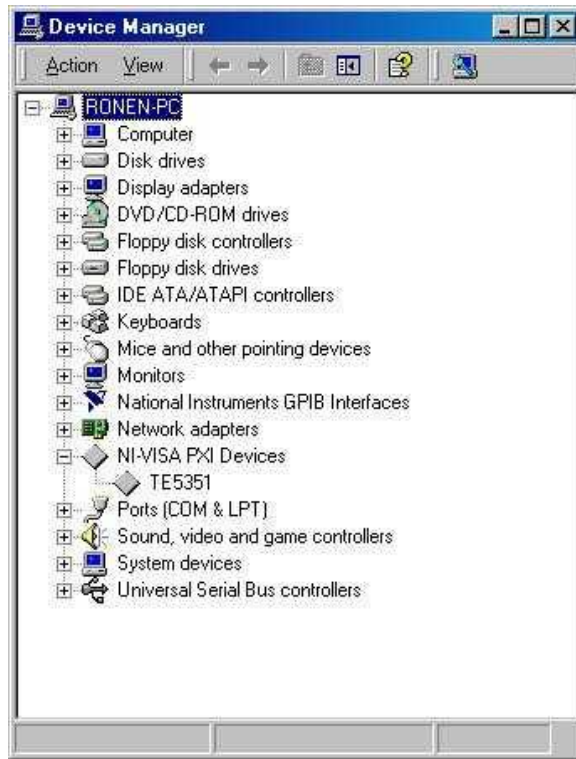 Device Manager
Action View
RONEN-PC
Computer
Disk drives
Display adapters
DVD/CD-ROM drives
Floppy disk controllers
Floppy disk drives
IDE ATA/ATAPI controllers
Keyboards
Mice and other pointing devices
Monitors
National Instruments GPIB Interfaces
Network adapters
NI-VISA PXI Devices
TE5351
Ports (COM & LPT)
Sound, video and game controllers
System devices
Universal Serial Bus controllers